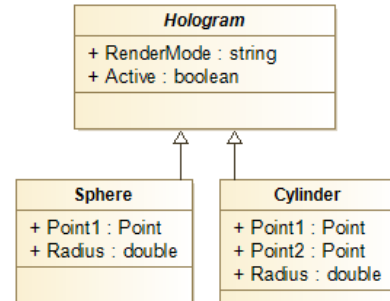 Hologram
+ RenderMode : string
+ Active : boolean
Sphere
+ Point1 : Point
+ Radius : double
Cylinder
+ Point1 : Point
+ Point2 : Point
+ Radius : double